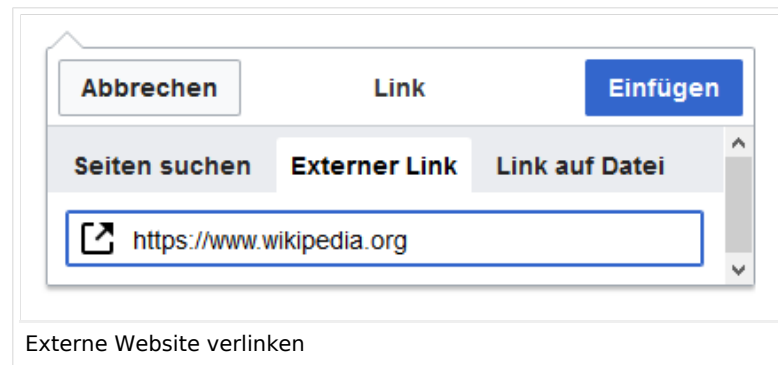 Abbrechen Link Einfügen
Seiten suchen Externer Link Link auf Datei
https://www.wikipedia.org
Externe Website verlinken